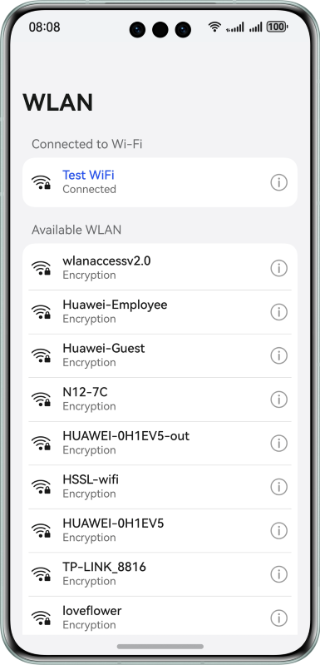 08:08
100
WLAN
Connected to Wi-Fi
Test WiFi
Connected
Available WLAN
wlanaccessv2.0
Encryption
Huawei-Employee
Encryption
Huawei-Guest
Encryption
N12-7C
Encryption
HUAWEI-0H1EV5-out
Encryption
HSSL-wifi
Encryption
HUAWEI-0H1EV5
Encryption
TP-LINK_8816
Encryption
loveflower
Encryption